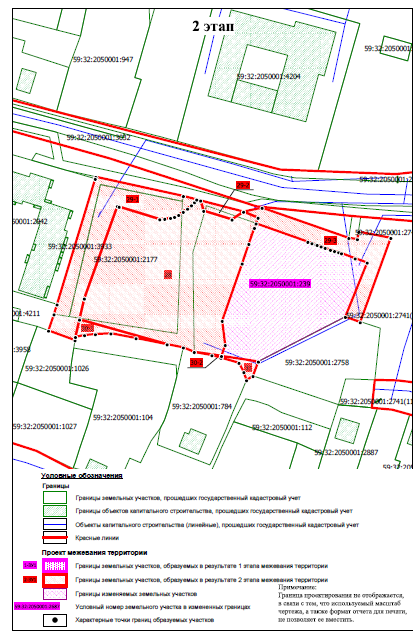 2 этап
59:32:2050001:947
59:32:2050001:4204
59:32:2050001:3652
59:32:2050001:3933
59:32:2050001:2177
59:32:2050001:239
59:32:2050001:2758
59:32:2050001:1026
59:32:2050001:104
59:32:2050001:784
59:32:2050001:1027
59:32:2050001:112
59:32:2050001:2887
Условные обозначения
Границы
Границы земельных участков, прошедших государственный кадастровый учет
Границы объектов капитального строительства, прошедших государственный кадастровый учет
Объекты капитального строительства (линейные), прошедших государственный кадастровый учет
Красные линии
Проект межевания территории
Границы земельных участков, образуемых в результате 1 этапа межевания территории
Границы земельных участков, образуемых в результате 2 этапа межевания территории
Границы изменяемых земельных участков
Условный номер земельного участка в измененных границах
Характерные точки границ образуемых участков
Примечание:
Граница проектирования не отображается,
в связи с тем, что используемый масштаб
чертежа, а также формат отчета для печати,
не позволяет ее вместить.